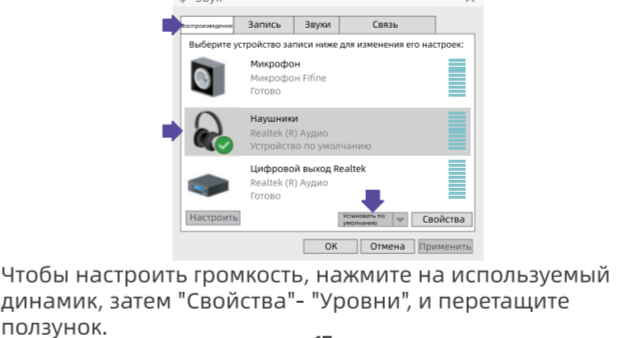 Звук
Воспроизведение Запись Звуки Связь
Выберите устройство записи ниже для изменения его настроек:
Микрофон
Микрофон Fifine
Готово
Наушники
Realtek (R) Аудио
Устройство по умолчанию
Цифровой выход Realtek
Realtek (R) Аудио
Готово
Настроить Установить по умолчанию Свойства
OK Отмена Применить
Чтобы настроить громкость, нажмите на используемый
динамик, затем "Свойства"- "Уровни", и перетащите
ползунок.